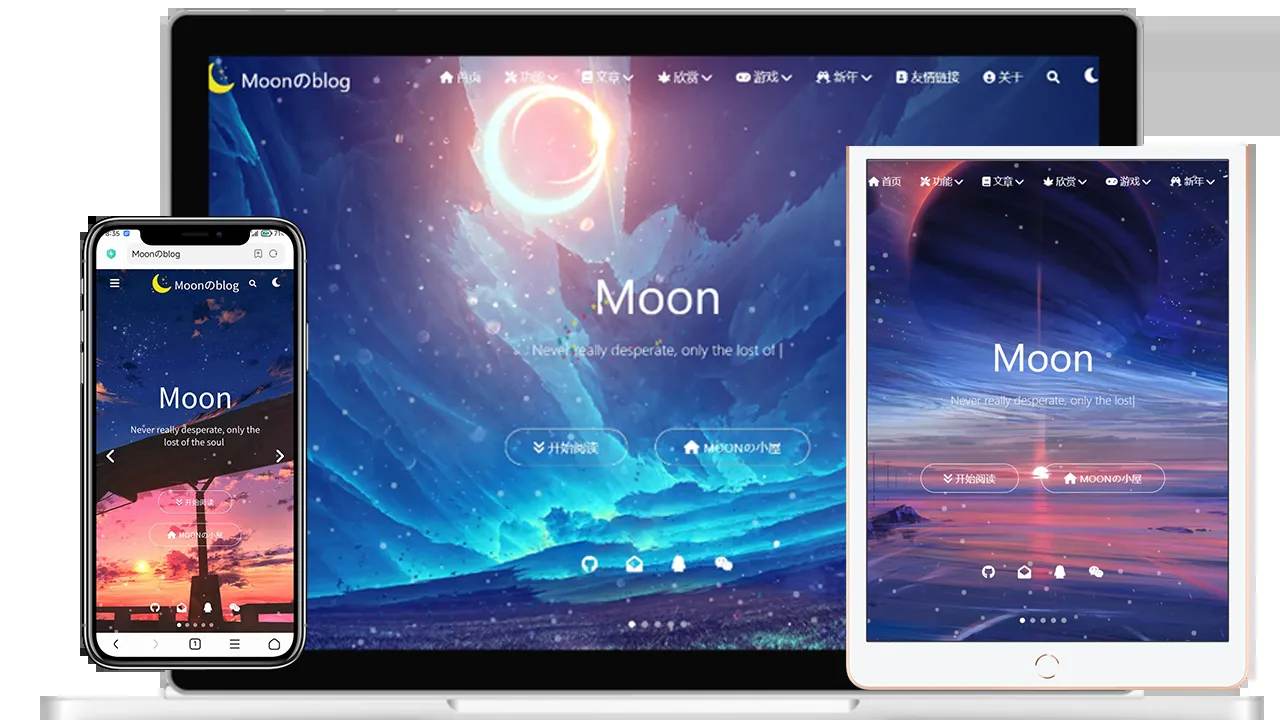 Moonのblog
首页 功能 文章 欣赏 游戏 新年 友情链接 关于
Moon
Never really desperate, only the lost of |
开始阅读 MOONの小屋
8:35 71
Moonのblog
Moonのblog
Moon
Never really desperate, only the
lost of the soul
开始阅读
MOONの小屋
1
首页 功能 文章 欣赏 游戏 新年
Moon
Never really desperate, only the lost|
开始阅读 MOONの小屋